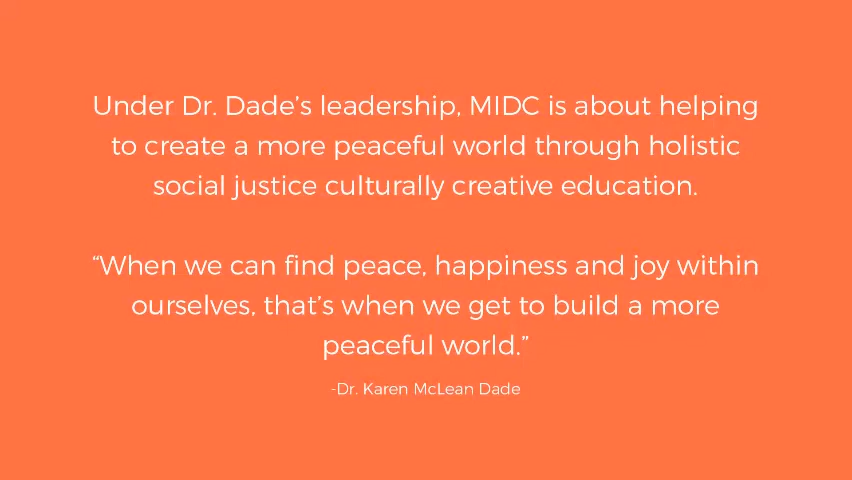 Under Dr. Dade’s leadership, MIDC is about helping
to create a more peaceful world through holistic
social justice culturally creative education.
“When we can find peace, happiness and joy within
ourselves, that’s when we get to build a more
peaceful world.”
-Dr. Karen McLean Dade